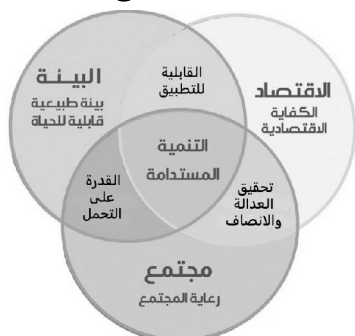 الاقتصاد
الكفاية
الاقتصادية
القابلية
للتطبيق
البيئة
بيئة طبيعية
قابلية للحياة
التنمية
المستدامة
تحقيق
العدالة
والانصاف
القدرة
على
التحمل
مجتمع
رعاية المجتمع